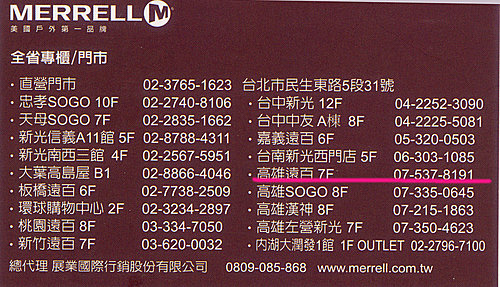 MERRELL M
美國戶外第一品牌
全省專櫃/門市
·直營門市 02-3765-1623 台北市民生東路5段31號
·忠孝SOGO 10F 02-2740-8106
·天母SOGO 7F 02-2835-1662
·新光信義A11館 5F 02-8788-4311
·新光南西三館 4F 02-2567-5951
·大葉高島屋 B1 02-8866-4046
·板橋遠百 6F 02-7738-2509
·環球購物中心 2F 02-3234-2897
·桃園遠百 8F 03-334-7050
·新竹遠百 7F 03-620-0032
·台中新光 12F 04-2252-3090
·台中中友 A棟 8F 04-2225-5081
·嘉義遠百 6F 05-320-0503
·台南新光西門店 5F 06-303-1085
·高雄遠百 7F 07-537-8191
·高雄SOGO 8F 07-335-0645
·高雄漢神 8F 07-215-1863
·高雄左營新光 7F 07-350-4623
·內湖大潤發1館 1F OUTLET 02-2796-7100
總代理 展業國際行銷股份有限公司 0809-085-868 www.merrell.com.tw